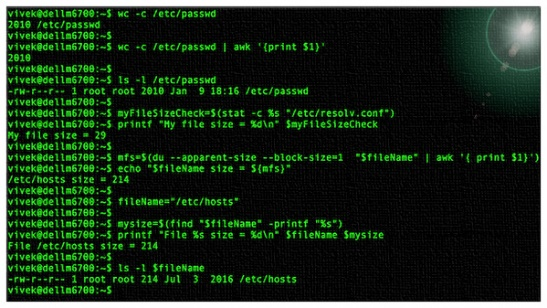 vivek@dellm6700:~$ wc -c /etc/passwd
2010 /etc/passwd
vivek@dellm6700:~$
vivek@dellm6700:~$ wc -c /etc/passwd | awk '{print $1}'
2010
vivek@dellm6700:~$
vivek@dellm6700:~$ ls -l /etc/passwd
-rw-r--r-- 1 root root 2010 Jan  9 18:16 /etc/passwd
vivek@dellm6700:~$
vivek@dellm6700:~$ myFileSizeCheck=$(stat -c %s "/etc/resolv.conf")
vivek@dellm6700:~$ printf "My file size = %d\n" $myFileSizeCheck
My file size = 29
vivek@dellm6700:~$
vivek@dellm6700:~$ mfs=$(du --apparent-size --block-size=1  "$fileName" | awk '{ print $1}')
vivek@dellm6700:~$ echo "$fileName size = ${mfs}"
/etc/hosts size = 214
vivek@dellm6700:~$
vivek@dellm6700:~$ fileName="/etc/hosts"
vivek@dellm6700:~$
vivek@dellm6700:~$ mysize=$(find "$fileName" -printf "%s")
vivek@dellm6700:~$ printf "File %s size = %d\n" $fileName $mysize
File /etc/hosts size = 214
vivek@dellm6700:~$
vivek@dellm6700:~$ ls -l $fileName
-rw-r--r-- 1 root root 214 Jul  3  2016 /etc/hosts
vivek@dellm6700:~$